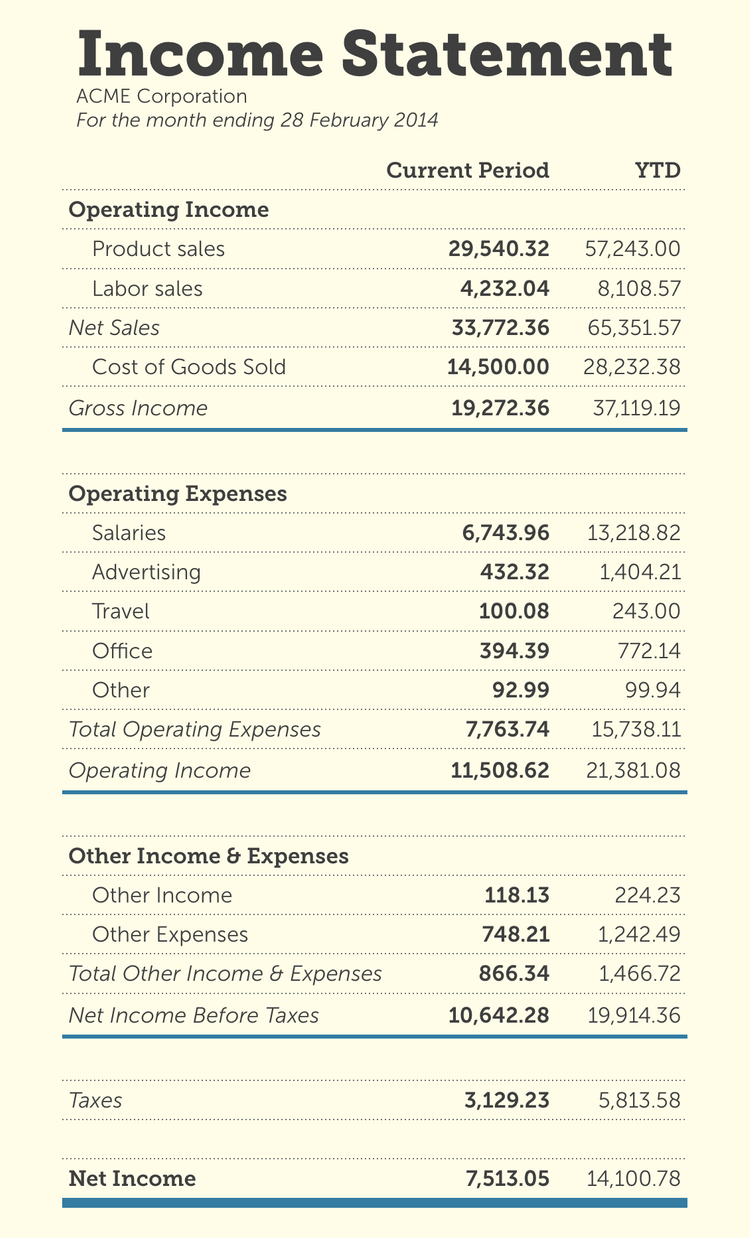 Income Statement
ACME Corporation
For the month ending 28 February 2014
Current Period YTD
Operating Income
Product sales 29,540.32 57,243.00
Labor sales 4,232.04 8,108.57
Net Sales 33,772.36 65,351.57
Cost of Goods Sold 14,500.00 28,232.38
Gross Income 19,272.36 37,119.19
Operating Expenses
Salaries 6,743.96 13,218.82
Advertising 432.32 1,404.21
Travel 100.08 243.00
Office 394.39 772.14
Other 92.99 99.94
Total Operating Expenses 7,763.74 15,738.11
Operating Income 11,508.62 21,381.08
Other Income & Expenses
Other Income 118.13 224.23
Other Expenses 748.21 1,242.49
Total Other Income & Expenses 866.34 1,466.72
Net Income Before Taxes 10,642.28 19,914.36
Taxes 3,129.23 5,813.58
Net Income 7,513.05 14,100.78